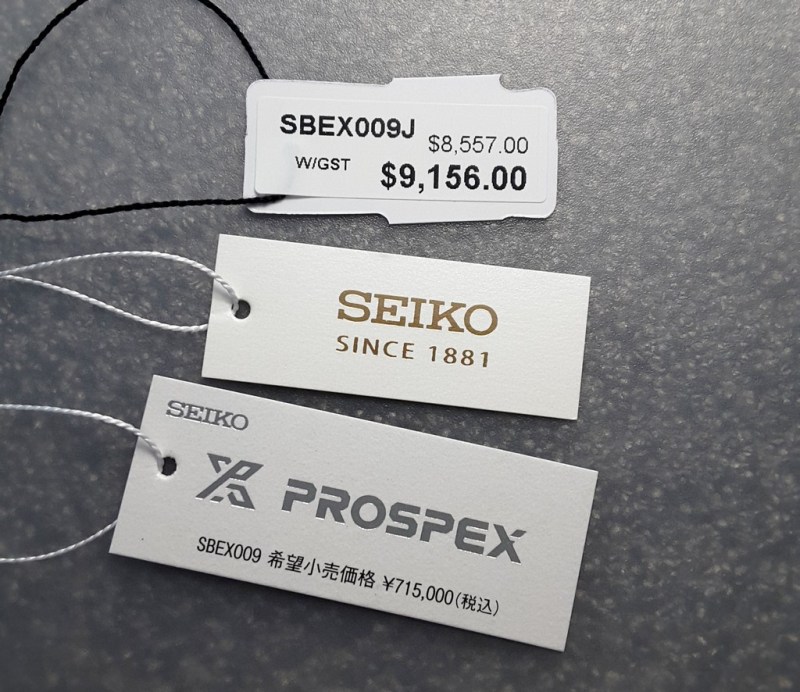 SBEX009J
$8,557.00
W/GST
$9,156.00
SEIKO
SINCE 1881
SEIKO
PROSPEX
SBEX009 希望小売価格 ¥715,000(税込)